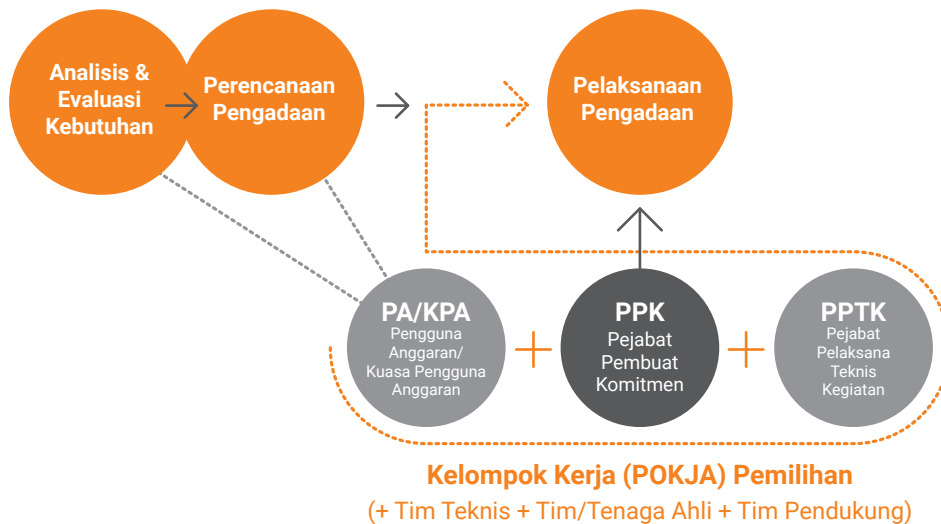 Analisis &
Evaluasi
Kebutuhan
Perencanaan
Pengadaan
Pelaksanaan
Pengadaan
PA/KPA
Pengguna
Anggaran/
Kuasa Pengguna
Anggaran
+
PPK
Pejabat
Pembuat
Komitmen
+
PPTK
Pejabat
Pelaksana
Teknis
Kegiatan
Kelompok Kerja (POKJA) Pemilihan
(+ Tim Teknis + Tim/Tenaga Ahli + Tim Pendukung)